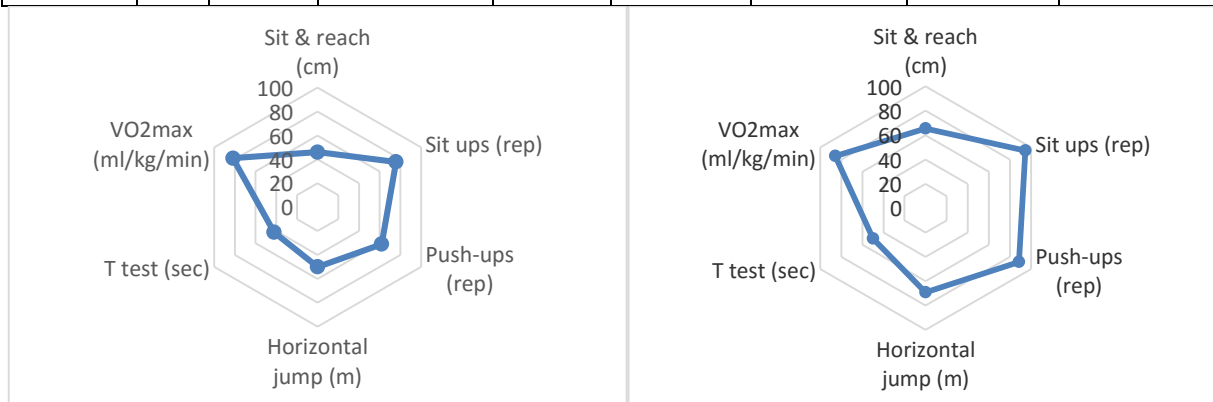 Sit & reach
(cm)
100
80
60
40
20
0
Sit ups (rep)
Push-ups
(rep)
Horizontal
jump (m)
T test (sec)
VO2max
(ml/kg/min)
Sit & reach
(cm)
100
80
60
40
20
0
Sit ups (rep)
Push-ups
(rep)
Horizontal
jump (m)
T test (sec)
VO2max
(ml/kg/min)